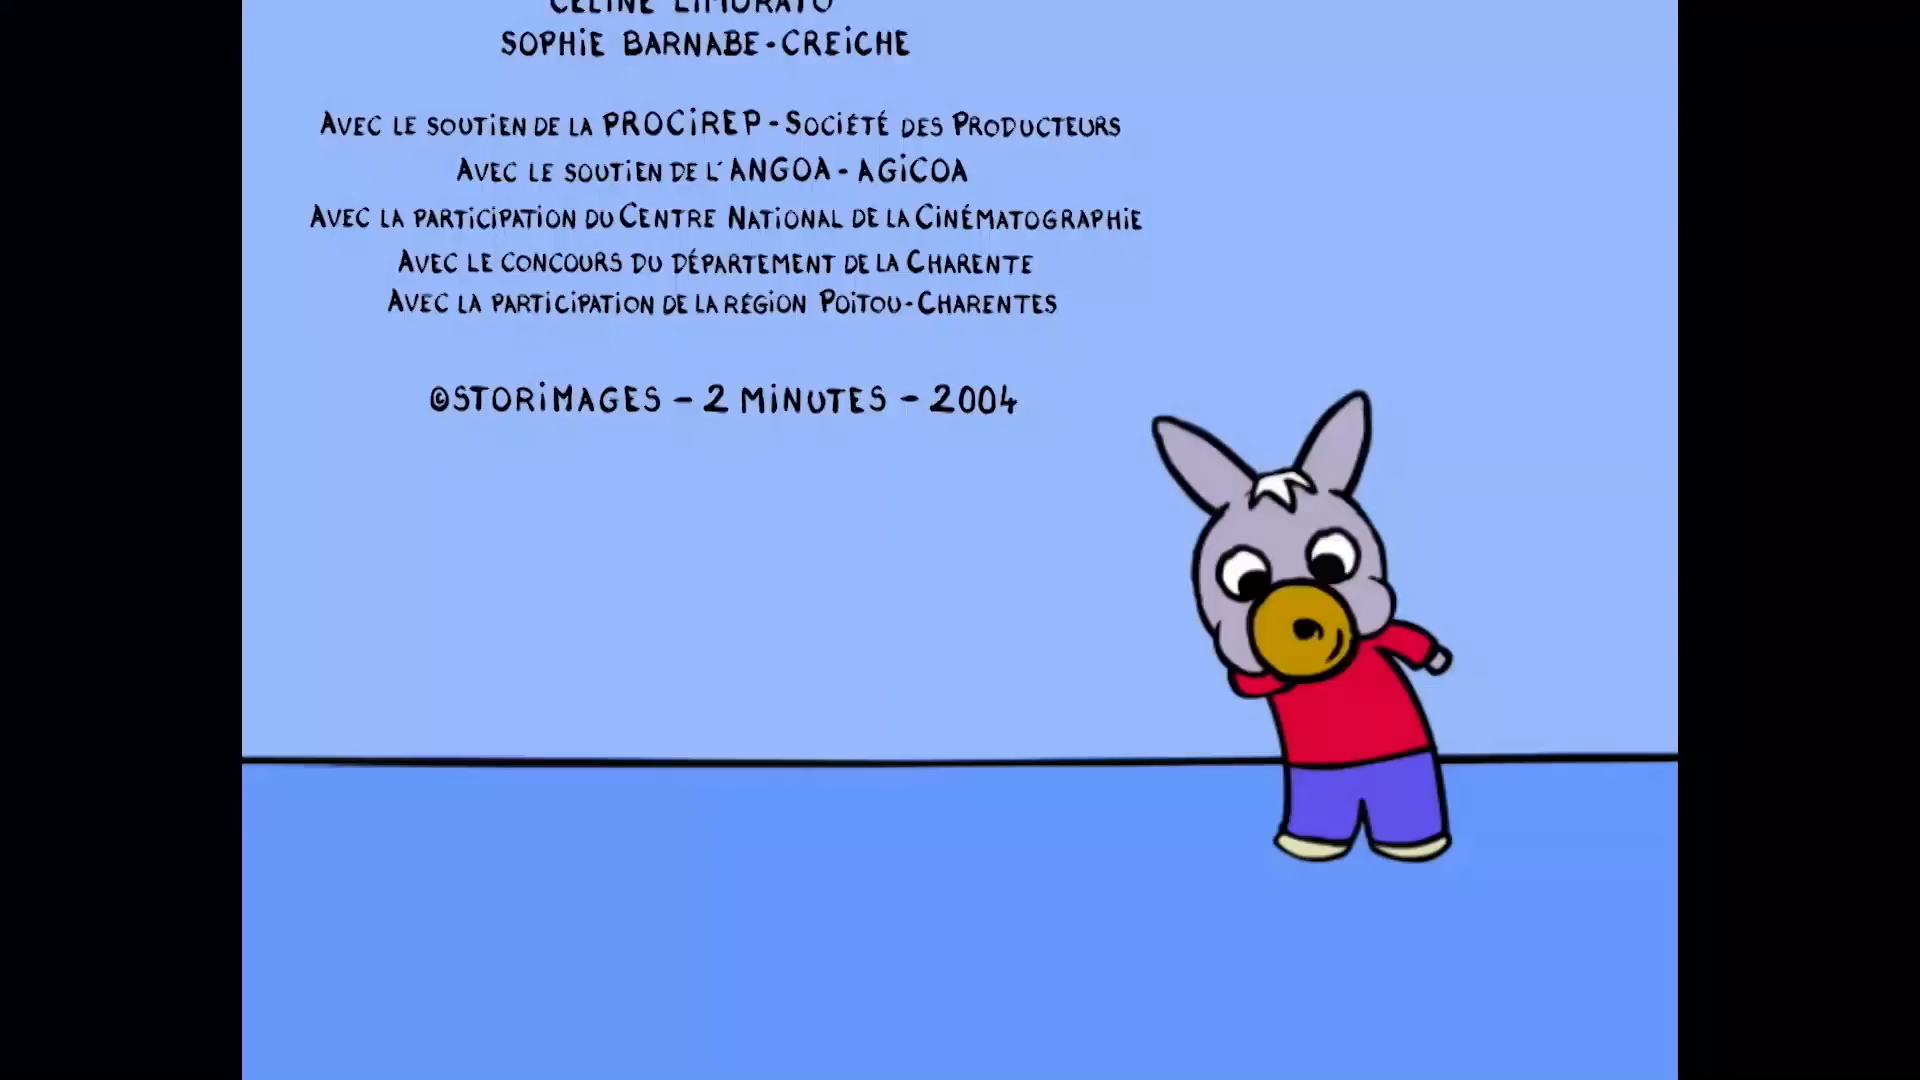 CÉLINE LIMORATO
SOPHIE BARNABE-CREICHE
AVEC LE SOUTIEN DE LA PROCIREP - SOCIÉTÉ DES PRODUCTEURS
AVEC LE SOUTIEN DE L'ANGOA - AGICOA
AVEC LA PARTICIPATION DU CENTRE NATIONAL DE LA CINÉMATOGRAPHIE
AVEC LE CONCOURS DU DÉPARTEMENT DE LA CHARENTE
AVEC LA PARTICIPATION DE LA RÉGION POITOU-CHARENTES
©STORIMAGES - 2 MINUTES - 2004